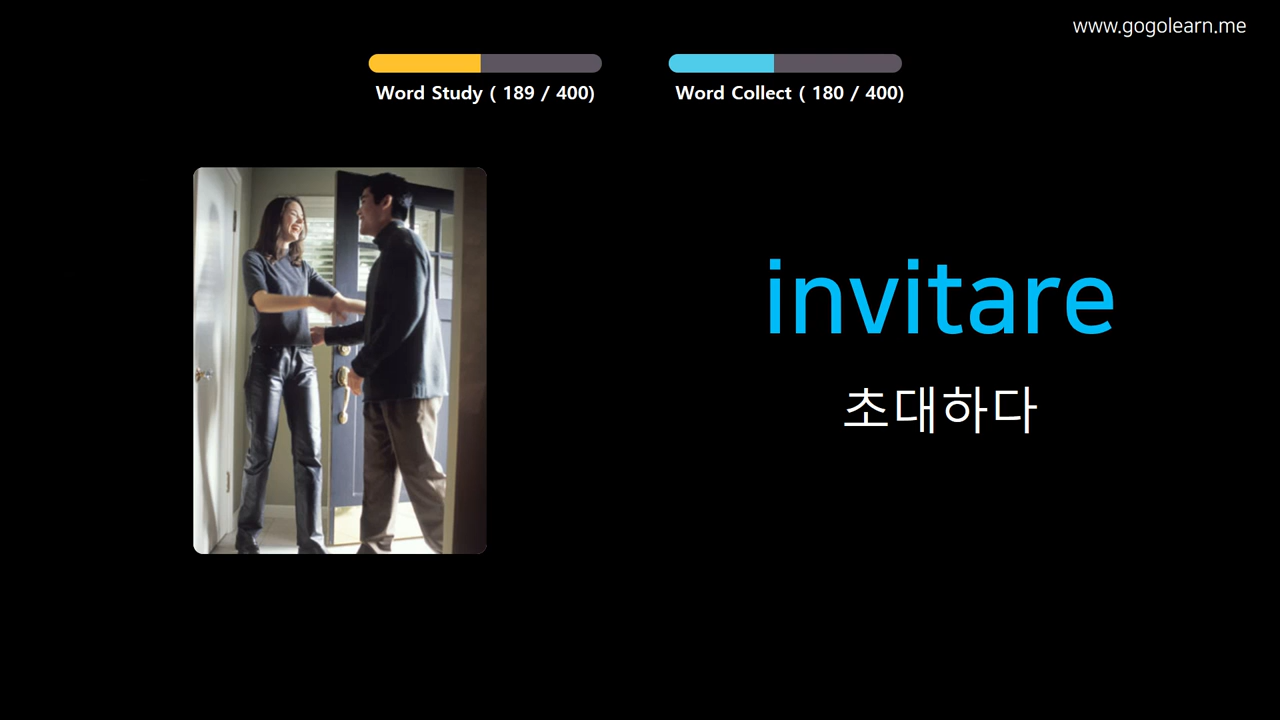 www.gogolearn.me
Word Study ( 189 / 400)
Word Collect ( 180 / 400)
invitare
초대하다